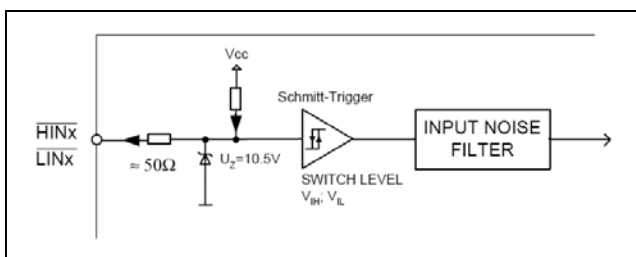 Vcc
Schmitt-Trigger
HINx
LINx
≈ 50Ω
UZ=10.5V
INPUT NOISE
FILTER
SWITCH LEVEL
VIH; VIL